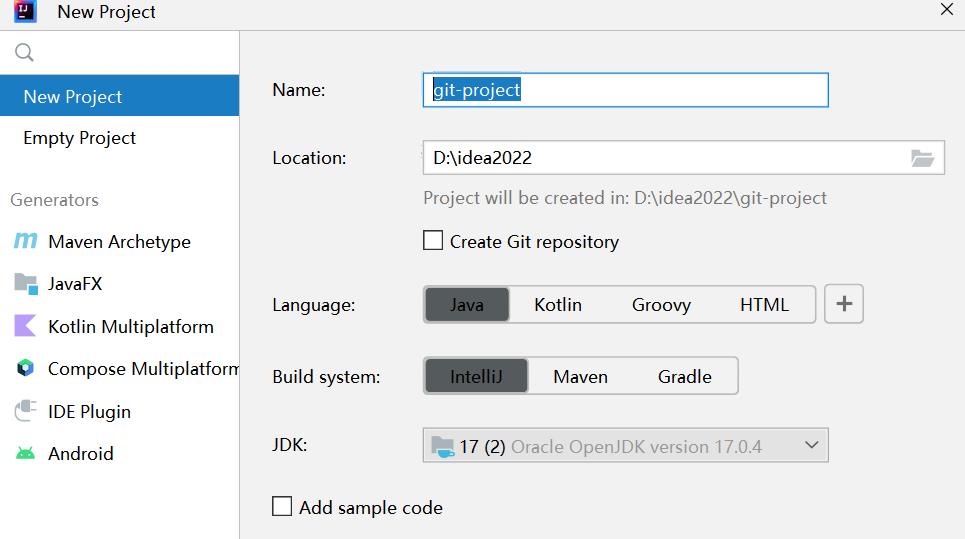 New Project
New Project
Empty Project
Generators
Maven Archetype
JavaFX
Kotlin Multiplatform
Compose Multiplatform
IDE Plugin
Android
Name: git-project
Location: D:\idea2022
Project will be created in: D:\idea2022\git-project
Create Git repository
Language: Java Kotlin Groovy HTML +
Build system: IntelliJ Maven Gradle
JDK: 17 (2) Oracle OpenJDK version 17.0.4
Add sample code